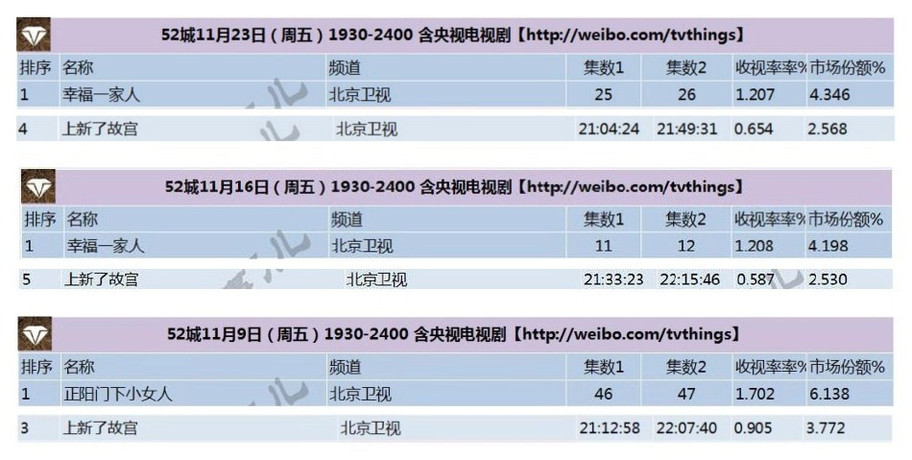 52城11月23日（周五）1930-2400 含央视电视剧【http://weibo.com/tvthings】
排序 名称 频道 集数1 集数2 收视率率% 市场份额%
1 幸福一家人 北京卫视 25 26 1.207 4.346
4 上新了故宫 北京卫视 21:04:24 21:49:31 0.654 2.568
52城11月16日（周五）1930-2400 含央视电视剧【http://weibo.com/tvthings】
排序 名称 频道 集数1 集数2 收视率率% 市场份额%
1 幸福一家人 北京卫视 11 12 1.208 4.198
5 上新了故宫 北京卫视 21:33:23 22:15:46 0.587 2.530
52城11月9日（周五）1930-2400 含央视电视剧【http://weibo.com/tvthings】
排序 名称 频道 集数1 集数2 收视率率% 市场份额%
1 正阳门下小女人 北京卫视 46 47 1.702 6.138
3 上新了故宫 北京卫视 21:12:58 22:07:40 0.905 3.772